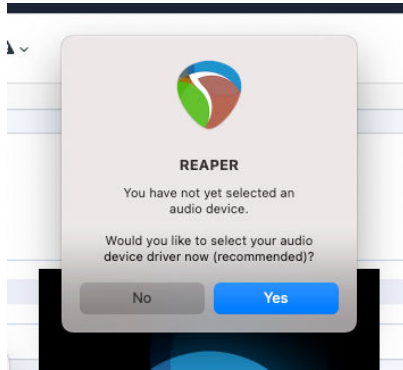 REAPER
You have not yet selected an
audio device.
Would you like to select your audio
device driver now (recommended)?
No
Yes